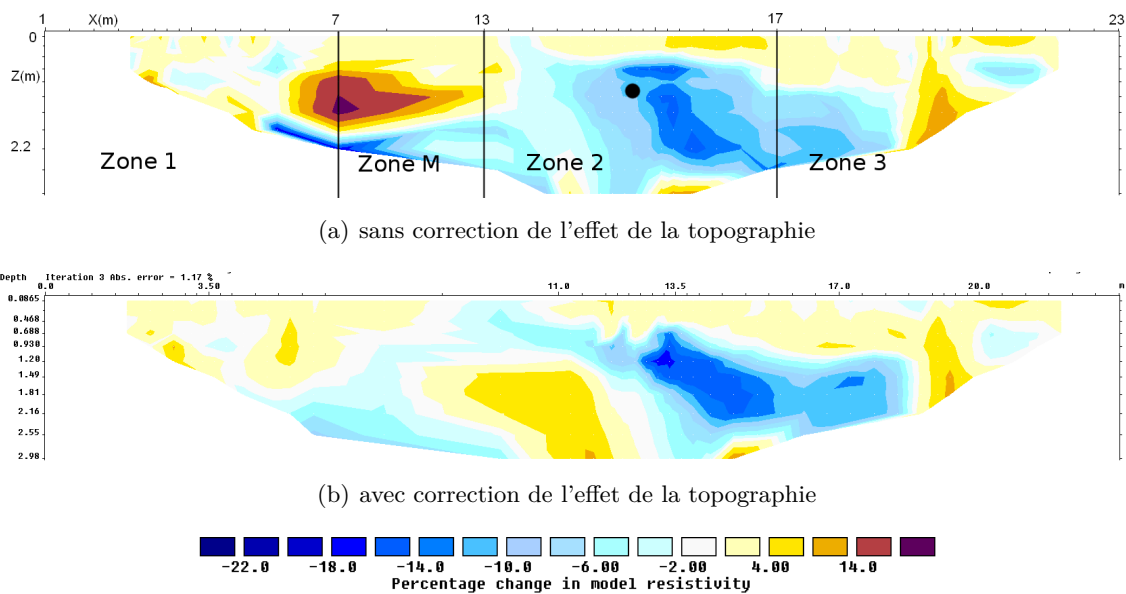 1 X(m) 7 13 17 23
0
Z(m)
2.2
Zone 1 Zone M Zone 2 Zone 3
(a) sans correction de l'effet de la topographie
Depth Iteration 3 Abs. error = 1.17 %
0.0 3.50 11.0 13.5 17.0 20.0 m
0.0865
0.468
0.688
0.930
1.20
1.49
1.81
2.16
2.55
2.98
(b) avec correction de l'effet de la topographie
-22.0 -18.0 -14.0 -10.0 -6.00 -2.00 4.00 14.0
Percentage change in model resistivity